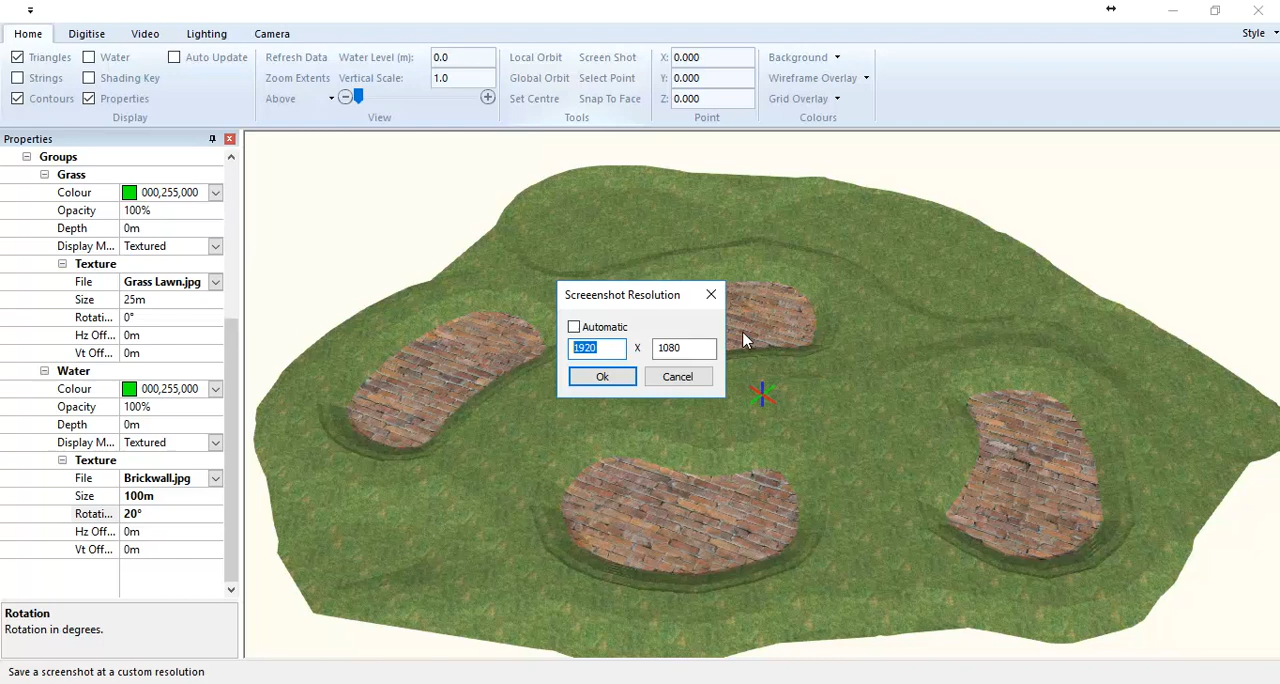 Home Digitise Video Lighting Camera Style
Triangles Water Auto Update Refresh Data Water Level (m): 0.0 Local Orbit Screen Shot X: 0.000 Background
Strings Shading Key Zoom Extents Vertical Scale: 1.0 Global Orbit Select Point Y: 0.000 Wireframe Overlay
Contours Properties Above Set Centre Snap To Face Z: 0.000 Grid Overlay
Display View Tools Point Colours
Properties
Groups
Grass
Colour 000,255,000
Opacity 100%
Depth 0m
Display M... Textured
Texture
File Grass Lawn.jpg
Size 25m
Rotati... 0°
Hz Off... 0m
Vt Off... 0m
Water
Colour 000,255,000
Opacity 100%
Depth 0m
Display M... Textured
Texture
File Brickwall.jpg
Size 100m
Rotati... 20°
Hz Off... 0m
Vt Off... 0m
Rotation
Rotation in degrees.
Screeenshot Resolution
Automatic
1920 X 1080
Ok Cancel
Save a screenshot at a custom resolution